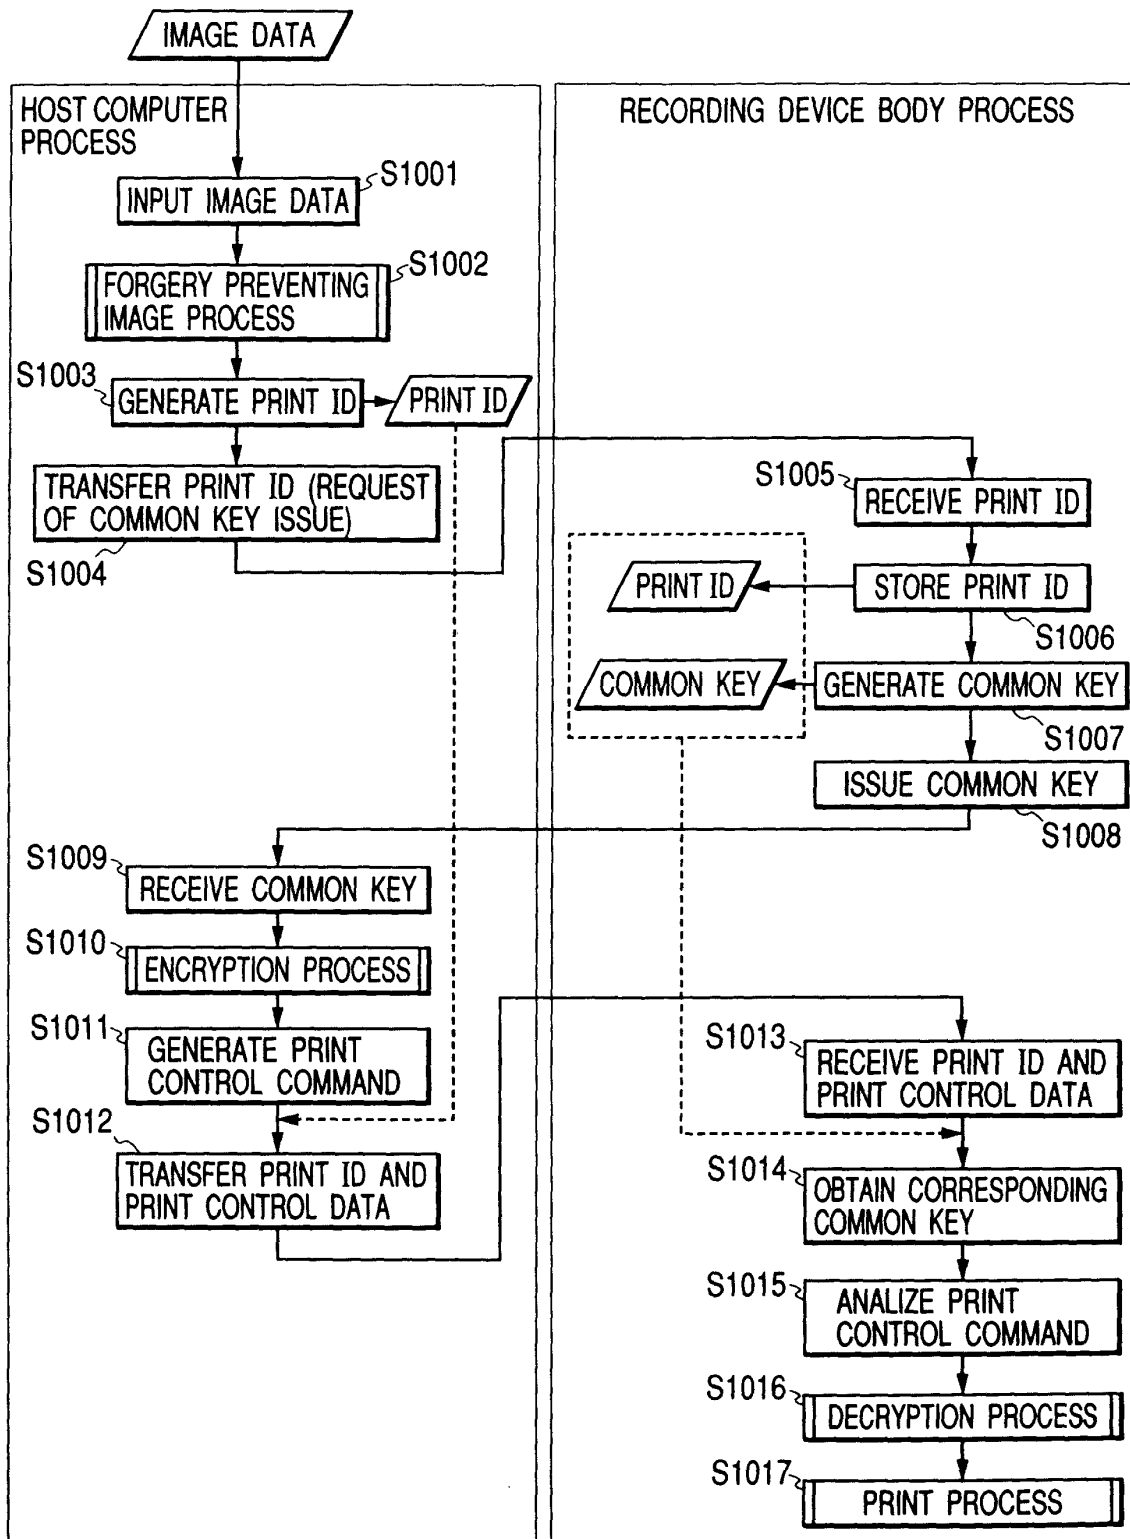 IMAGE DATA
HOST COMPUTER
PROCESS
S1001
INPUT IMAGE DATA
S1002
FORGERY PREVENTING
IMAGE PROCESS
S1003
GENERATE PRINT ID
PRINT ID
TRANSFER PRINT ID (REQUEST
OF COMMON KEY ISSUE)
S1004
RECORDING DEVICE BODY PROCESS
S1005
RECEIVE PRINT ID
PRINT ID
STORE PRINT ID
S1006
COMMON KEY
GENERATE COMMON KEY
S1007
ISSUE COMMON KEY
S1008
S1009
RECEIVE COMMON KEY
S1010
ENCRYPTION PROCESS
S1011
GENERATE PRINT
CONTROL COMMAND
S1012
TRANSFER PRINT ID AND
PRINT CONTROL DATA
S1013
RECEIVE PRINT ID AND
PRINT CONTROL DATA
S1014
OBTAIN CORRESPONDING
COMMON KEY
S1015
ANALIZE PRINT
CONTROL COMMAND
S1016
DECRYPTION PROCESS
S1017
PRINT PROCESS